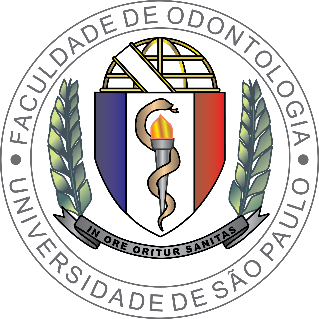 FACULDADE DE ODONTOLOGIA
UNIVERSIDADE DE SÃO PAULO
IN ORE ORITUR SANITAS